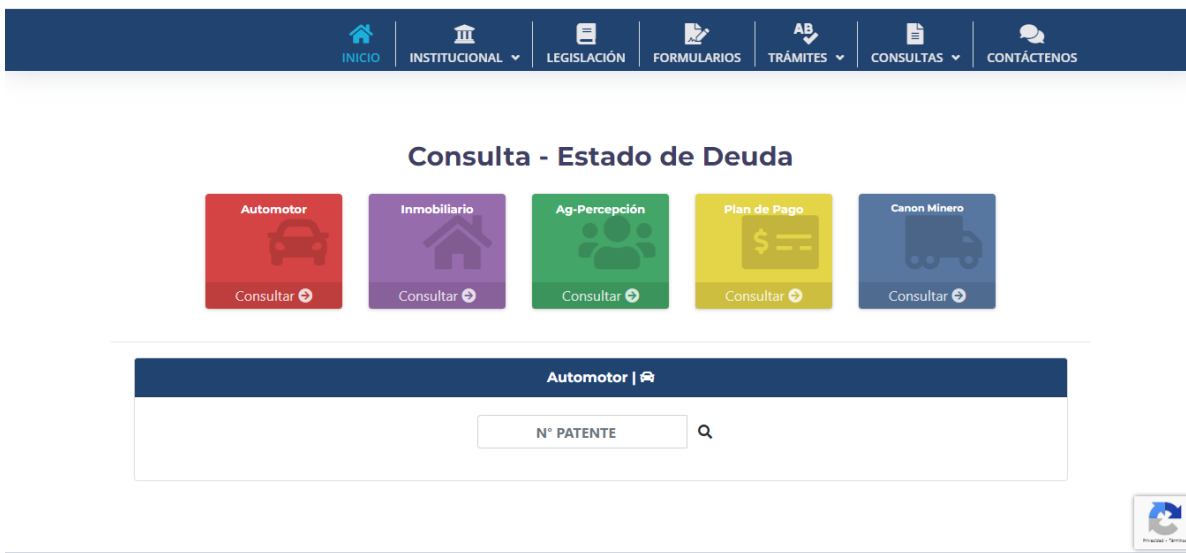 INICIO
INSTITUCIONAL
LEGISLACIÓN
FORMULARIOS
AB
TRÁMITES
CONSULTAS
CONTÁCTENOS
Consulta - Estado de Deuda
Automotor
Consultar
Inmobiliario
Consultar
Ag-Percepción
Consultar
Plan de Pago
$
Consultar
Canon Minero
Consultar
Automotor |
N° PATENTE
Privacidad